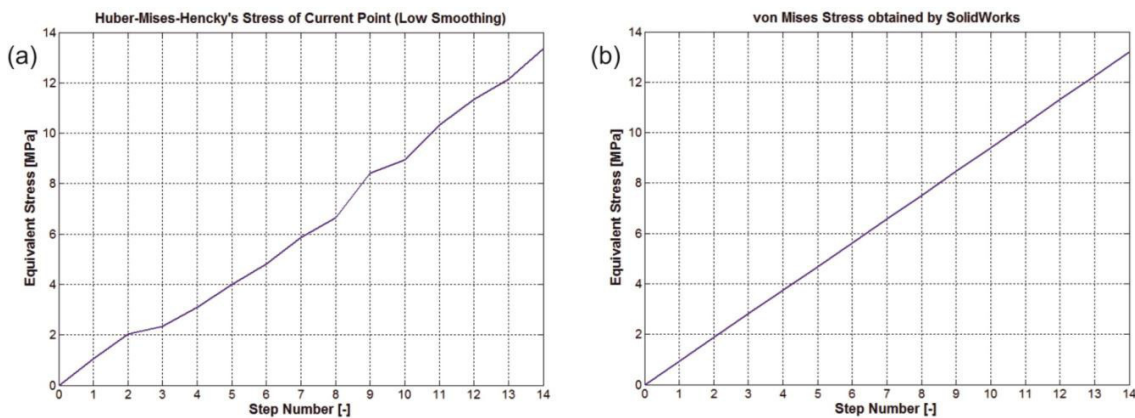 (a)
Huber-Mises-Hencky's Stress of Current Point (Low Smoothing)
Equivalent Stress [MPa]
14
12
10
8
6
4
2
0
0 1 2 3 4 5 6 7 8 9 10 11 12 13 14
Step Number [-]
(b)
von Mises Stress obtained by SolidWorks
Equivalent Stress [MPa]
14
12
10
8
6
4
2
0
0 1 2 3 4 5 6 7 8 9 10 11 12 13 14
Step Number [-]